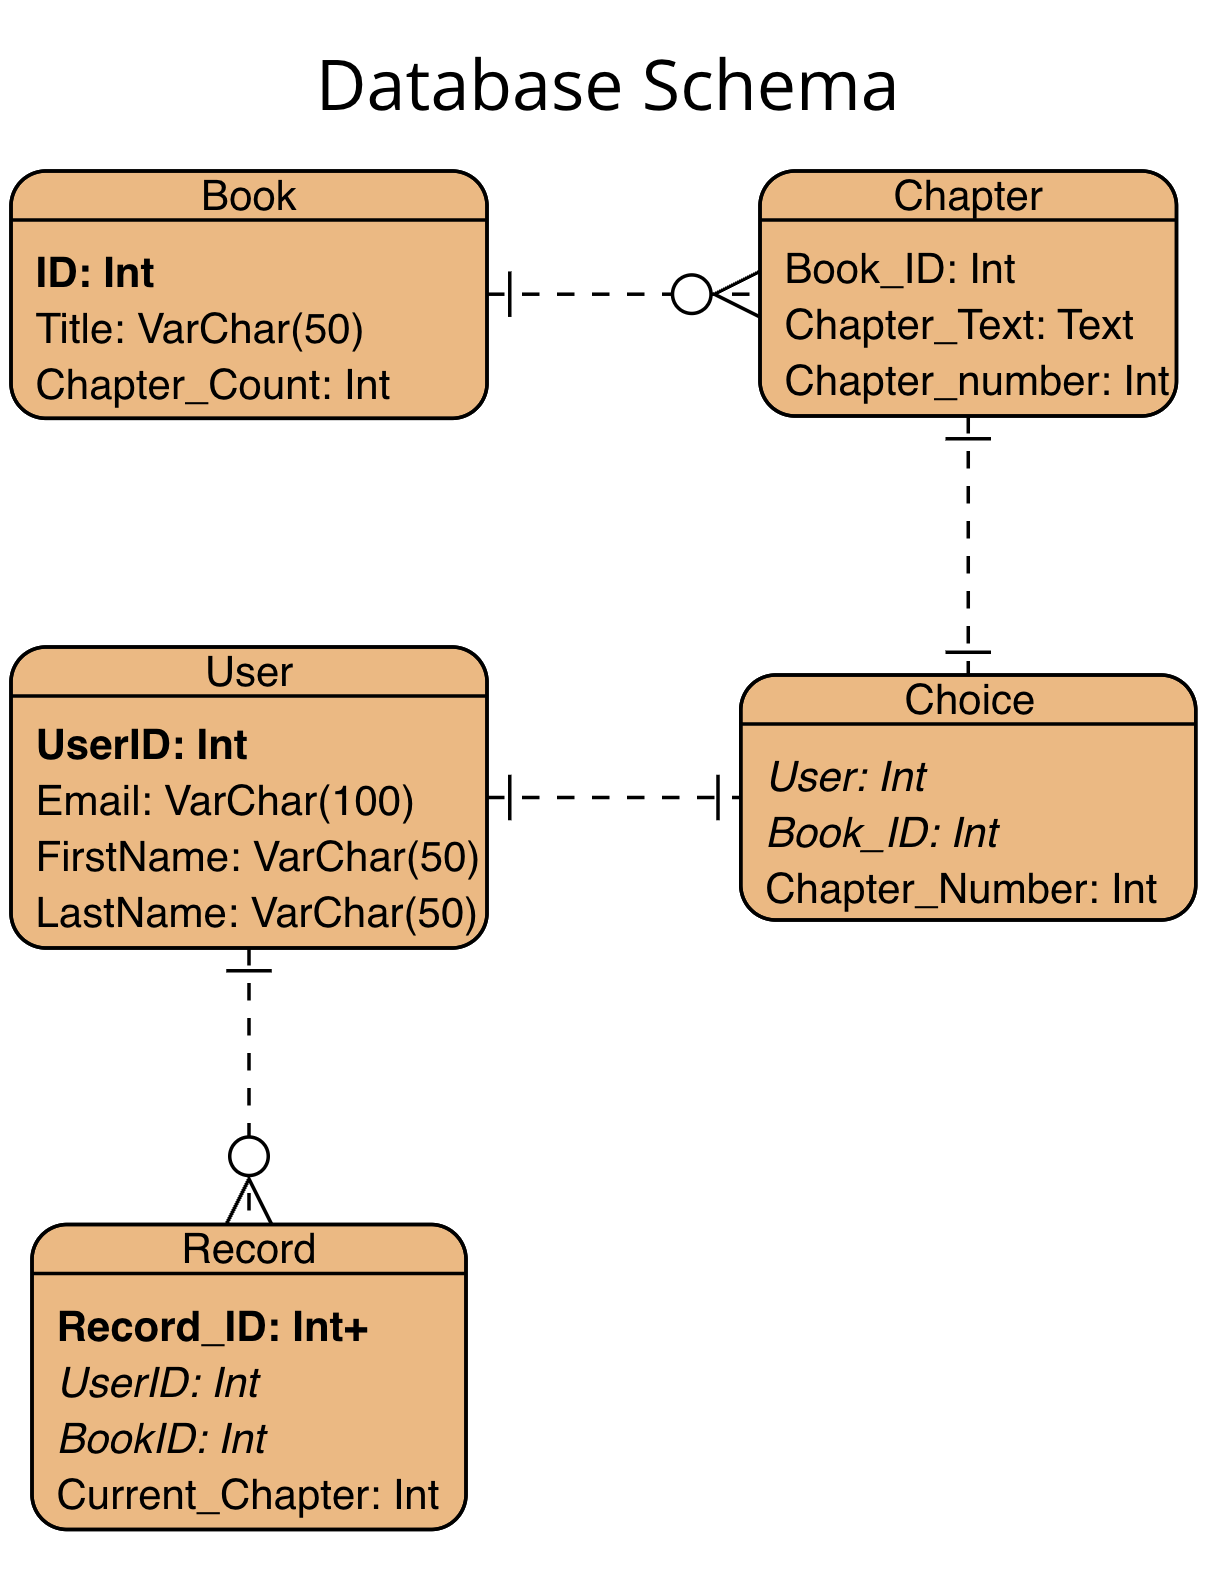 Database Schema
Book
ID: Int
Title: VarChar(50)
Chapter_Count: Int
Chapter
Book_ID: Int
Chapter_Text: Text
Chapter_number: Int
User
UserID: Int
Email: VarChar(100)
FirstName: VarChar(50)
LastName: VarChar(50)
Choice
User: Int
Book_ID: Int
Chapter_Number: Int
Record
Record_ID: Int+
UserID: Int
BookID: Int
Current_Chapter: Int